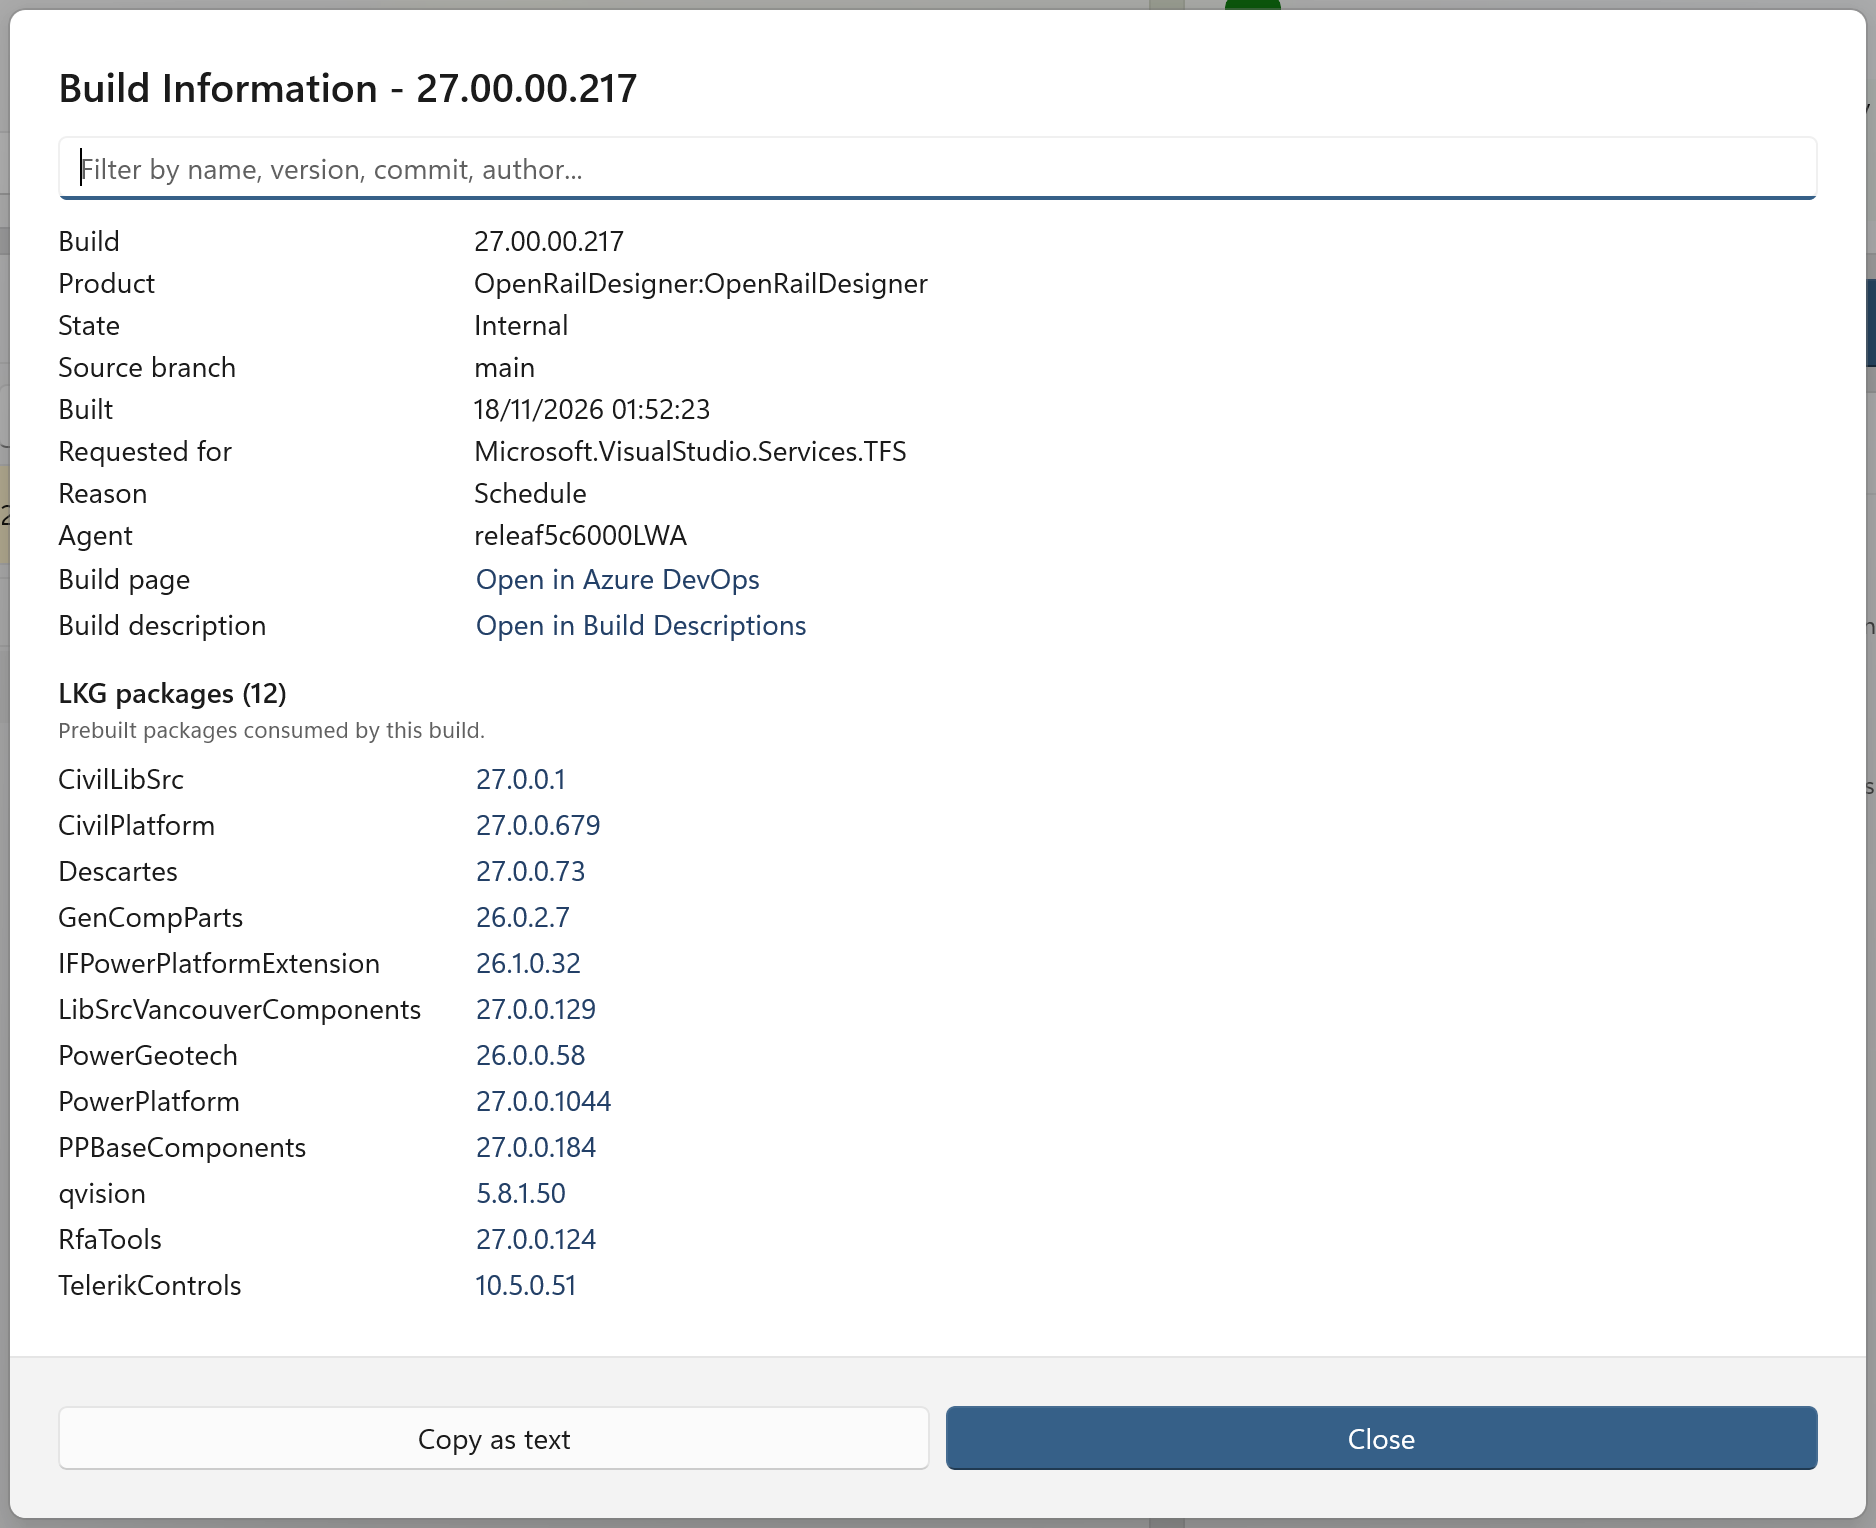 Build Information - 27.00.00.217
Filter by name, version, commit, author...
Build 27.00.00.217
Product OpenRailDesigner:OpenRailDesigner
State Internal
Source branch main
Built 18/11/2026 01:52:23
Requested for Microsoft.VisualStudio.Services.TFS
Reason Schedule
Agent releaf5c6000LWA
Build page Open in Azure DevOps
Build description Open in Build Descriptions
LKG packages (12)
Prebuilt packages consumed by this build.
CivilLibSrc 27.0.0.1
CivilPlatform 27.0.0.679
Descartes 27.0.0.73
GenCompParts 26.0.2.7
IFPowerPlatformExtension 26.1.0.32
LibSrcVancouverComponents 27.0.0.129
PowerGeotech 26.0.0.58
PowerPlatform 27.0.0.1044
PPBaseComponents 27.0.0.184
qvision 5.8.1.50
RfaTools 27.0.0.124
TelerikControls 10.5.0.51
Copy as text Close